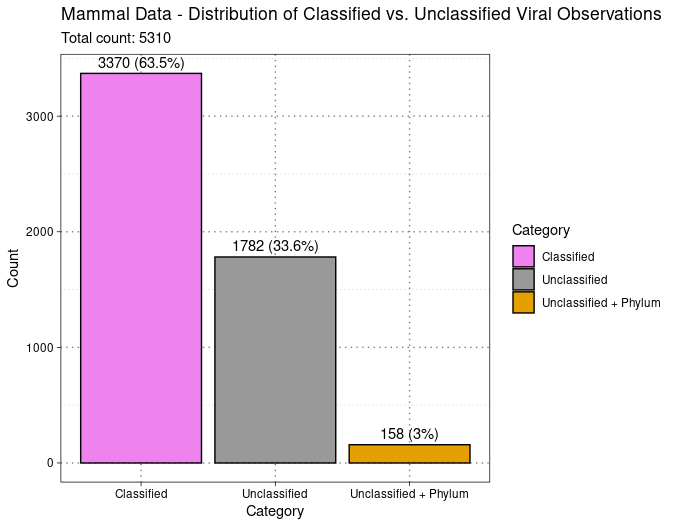 Mammal Data - Distribution of Classified vs. Unclassified Viral Observations
Total count: 5310
3370 (63.5%)
1782 (33.6%)
158 (3%)
3000
2000
1000
0
Count
Classified
Unclassified
Unclassified + Phylum
Category
Category
Classified
Unclassified
Unclassified + Phylum